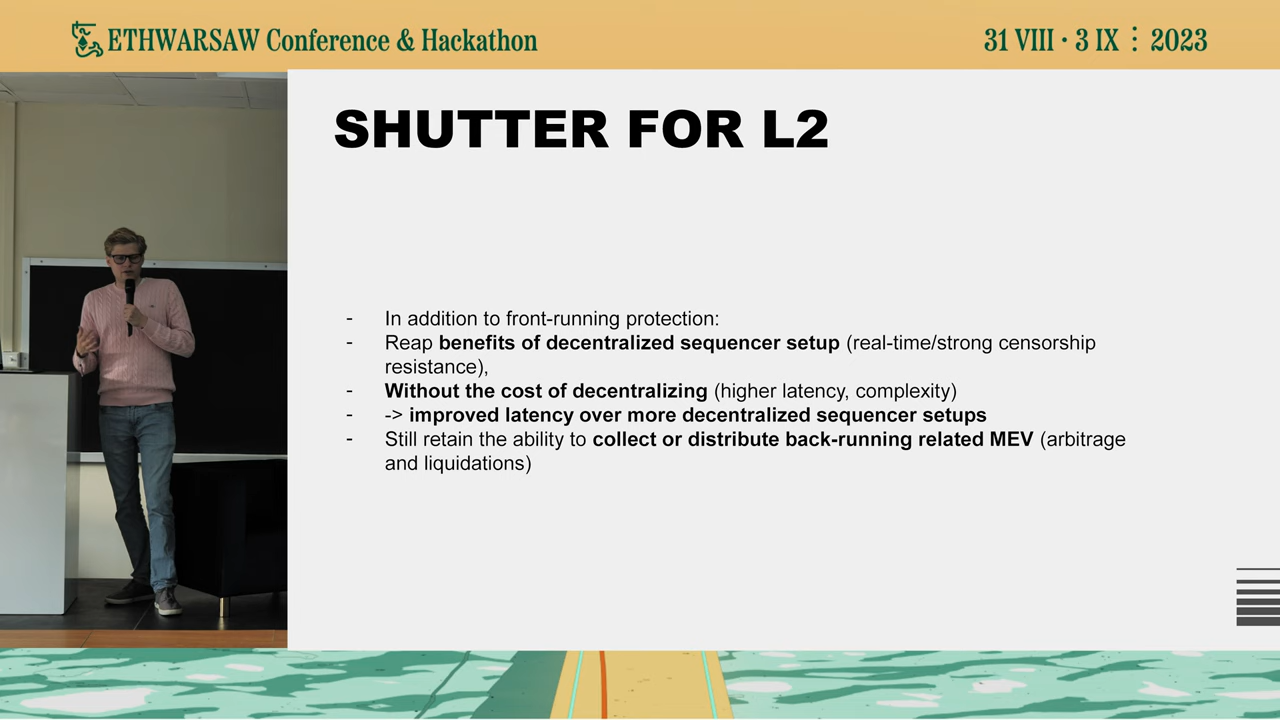 ETHWARSAW Conference & Hackathon
31 VIII · 3 IX ⋮ 2023
SHUTTER FOR L2
- In addition to front-running protection:
- Reap benefits of decentralized sequencer setup (real-time/strong censorship
resistance),
- Without the cost of decentralizing (higher latency, complexity)
- -> improved latency over more decentralized sequencer setups
- Still retain the ability to collect or distribute back-running related MEV (arbitrage
and liquidations)